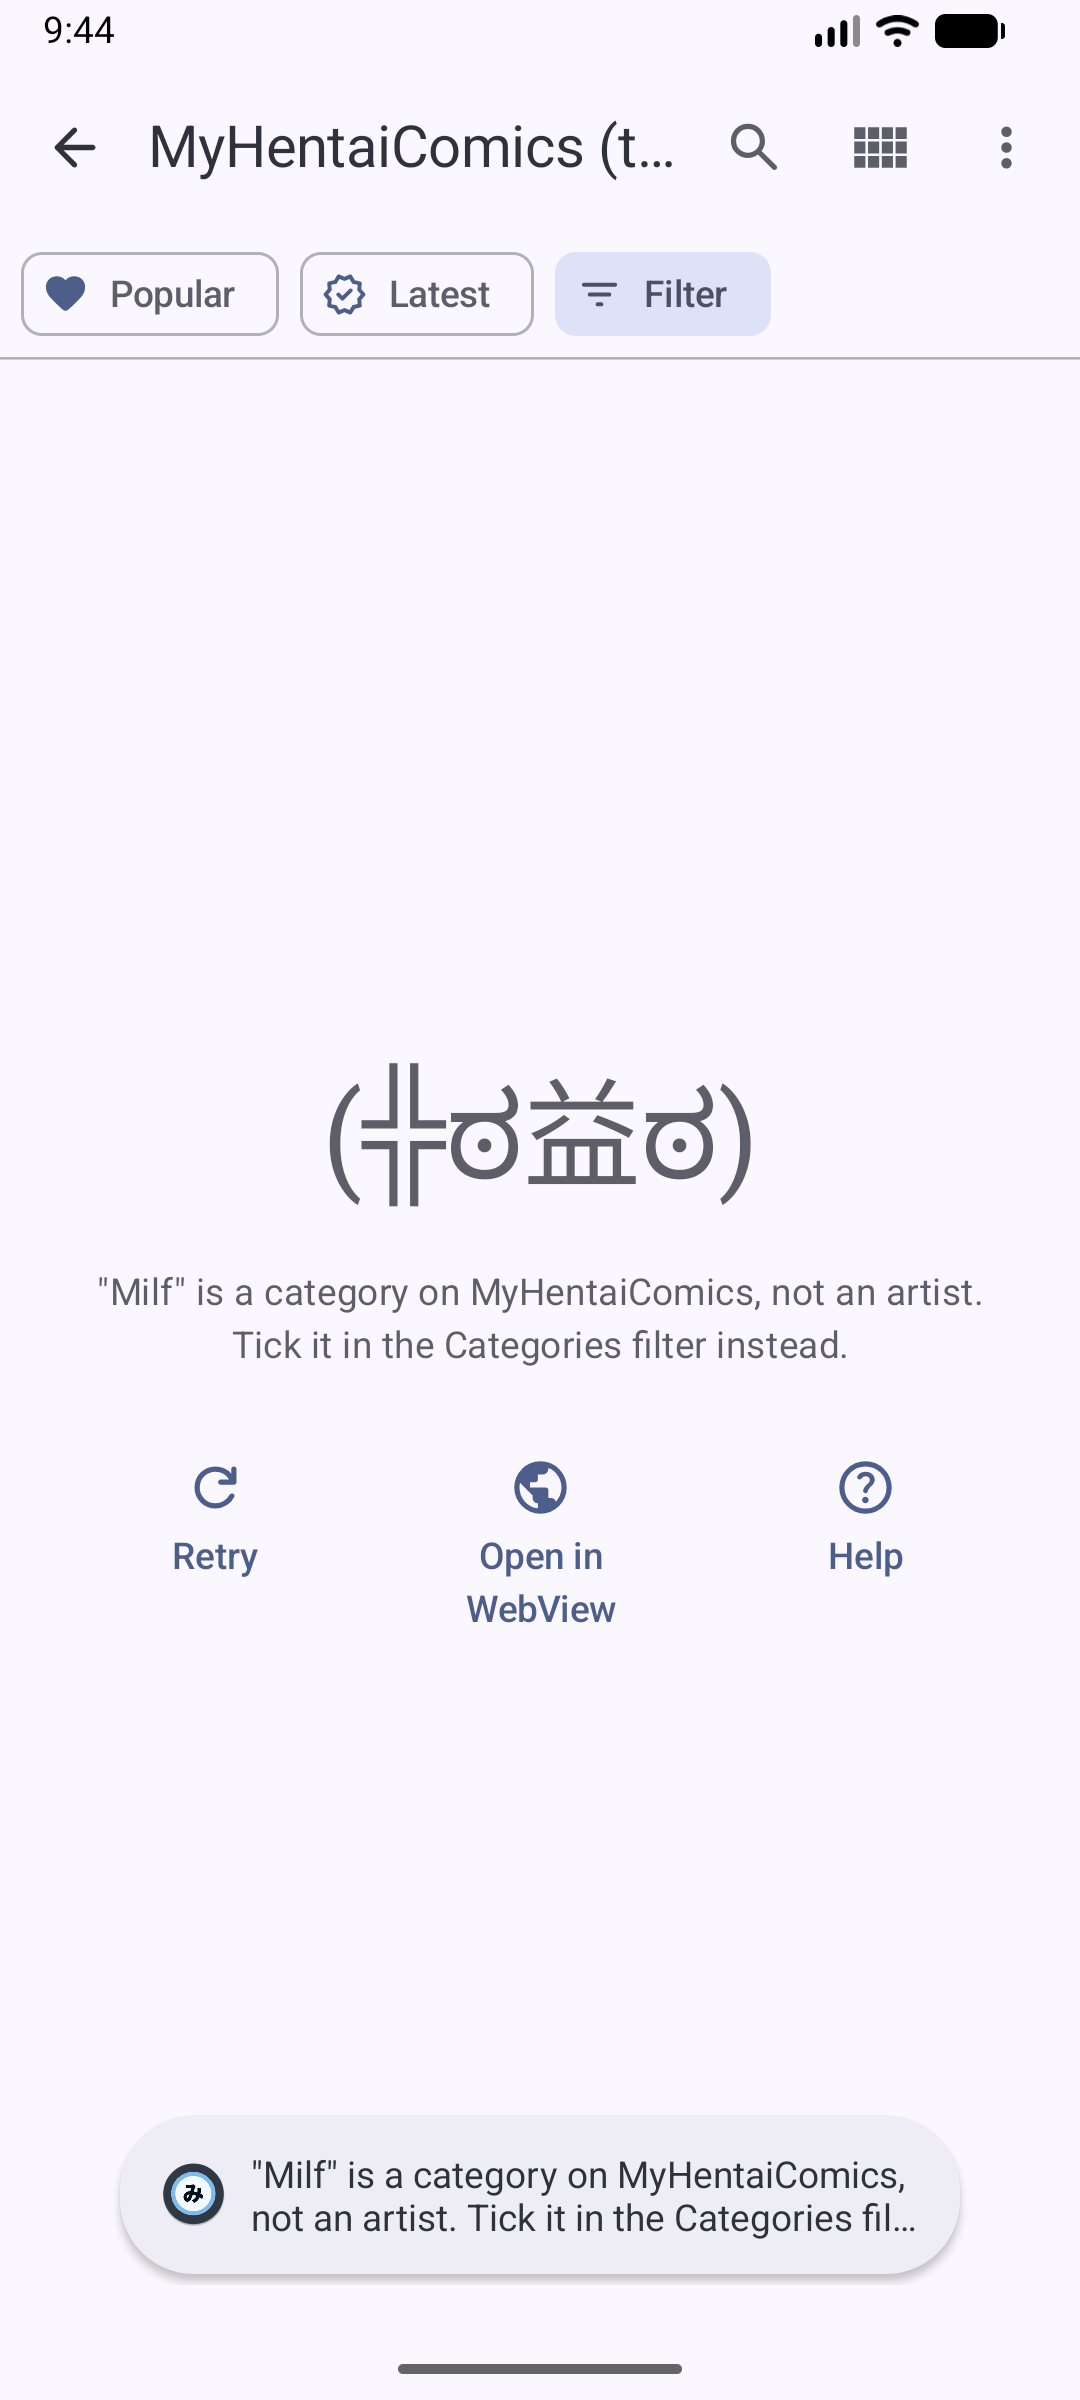 9:44
MyHentaiComics (t...
Popular
Latest
Filter
(╬ಠ益ಠ)
"Milf" is a category on MyHentaiComics, not an artist.
Tick it in the Categories filter instead.
Retry
Open in
WebView
Help
み
"Milf" is a category on MyHentaiComics,
not an artist. Tick it in the Categories fil...